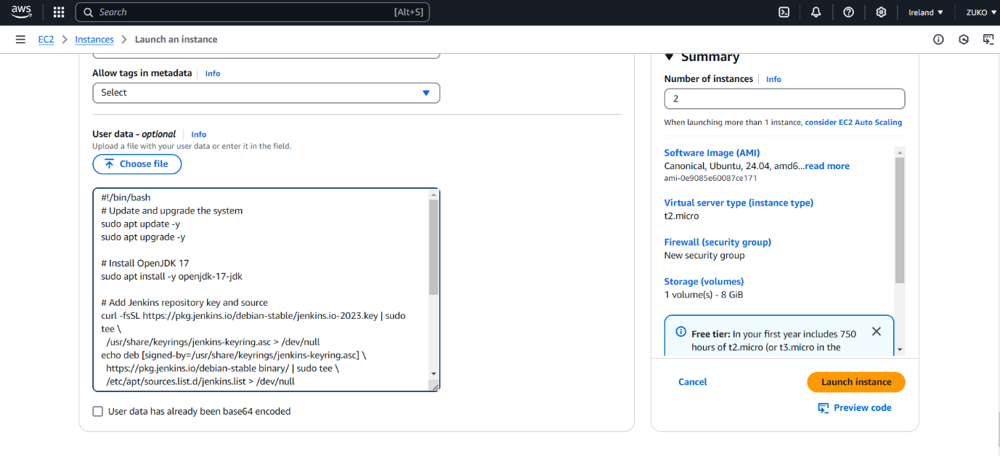 aws
Search
[Alt+S]
Ireland
ZUKO
EC2
Instances
Launch an instance
Allow tags in metadata
Info
Select
User data - optional
Info
Upload a file with your user data or enter it in the field.
Choose file
#!/bin/bash
# Update and upgrade the system
sudo apt update -y
sudo apt upgrade -y
# Install OpenJDK 17
sudo apt install -y openjdk-17-jdk
# Add Jenkins repository key and source
curl -fsSL https://pkg.jenkins.io/debian-stable/jenkins.io-2023.key | sudo
tee \
/usr/share/keyrings/jenkins-keyring.asc > /dev/null
echo deb [signed-by=/usr/share/keyrings/jenkins-keyring.asc] \
https://pkg.jenkins.io/debian-stable binary/ | sudo tee \
/etc/apt/sources.list.d/jenkins.list > /dev/null
User data has already been base64 encoded
Summary
Number of instances
Info
2
When launching more than 1 instance, consider EC2 Auto Scaling
Software Image (AMI)
Canonical, Ubuntu, 24.04, amd6...read more
ami-0e9085e60087ce171
Virtual server type (instance type)
t2.micro
Firewall (security group)
New security group
Storage (volumes)
1 volume(s) - 8 GiB
Free tier: In your first year includes 750
hours of t2.micro (or t3.micro in the
Cancel
Launch instance
Preview code